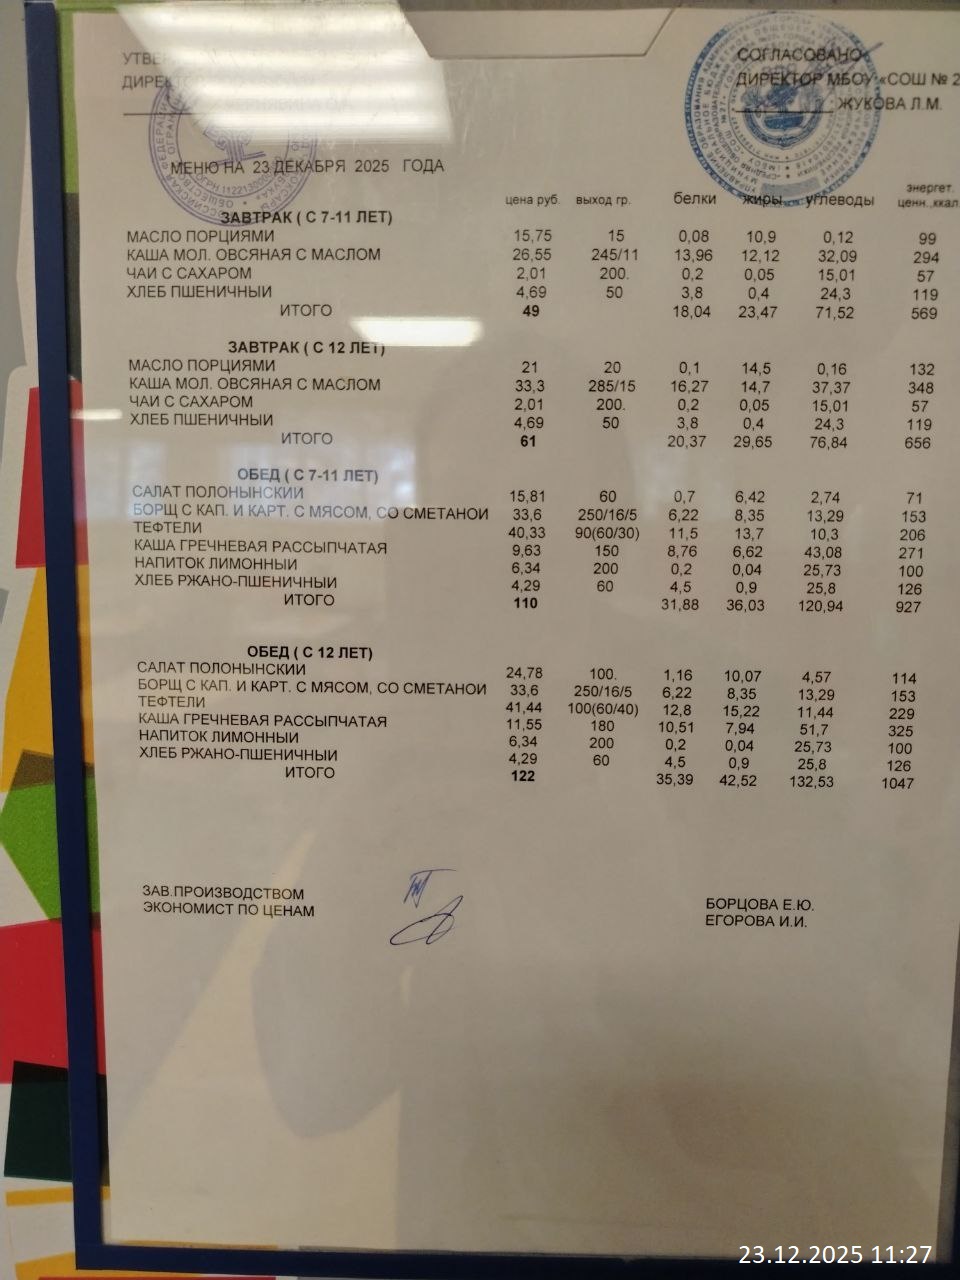 УТВЕ
ДИРЕКТО
СОГЛАСОВАНО
ДИРЕКТОР МБОУ «СОШ № 2
ЖУКОВА Л.М.
МЕНЮ НА 23 ДЕКАБРЯ 2025 ГОДА
цена руб. выход гр. белки жиры углеводы энергет. ценн.,ккал
ЗАВТРАК ( С 7-11 ЛЕТ)
МАСЛО ПОРЦИЯМИ 15,75 15 0,08 10,9 0,12 99
КАША МОЛ. ОВСЯНАЯ С МАСЛОМ 26,55 245/11 13,96 12,12 32,09 294
ЧАЙ С САХАРОМ 2,01 200. 0,2 0,05 15,01 57
ХЛЕБ ПШЕНИЧНЫЙ 4,69 50 3,8 0,4 24,3 119
ИТОГО 49 18,04 23,47 71,52 569
ЗАВТРАК ( С 12 ЛЕТ)
МАСЛО ПОРЦИЯМИ 21 20 0,1 14,5 0,16 132
КАША МОЛ. ОВСЯНАЯ С МАСЛОМ 33,3 285/15 16,27 14,7 37,37 348
ЧАЙ С САХАРОМ 2,01 200. 0,2 0,05 15,01 57
ХЛЕБ ПШЕНИЧНЫЙ 4,69 50 3,8 0,4 24,3 119
ИТОГО 61 20,37 29,65 76,84 656
ОБЕД ( С 7-11 ЛЕТ)
САЛАТ ПОЛОНЫНСКИЙ 15,81 60 0,7 6,42 2,74 71
БОРЩ С КАП. И КАРТ. С МЯСОМ, СО СМЕТАНОЙ 33,6 250/16/5 6,22 8,35 13,29 153
ТЕФТЕЛИ 40,33 90(60/30) 11,5 13,7 10,3 206
КАША ГРЕЧНЕВАЯ РАССЫПЧАТАЯ 9,63 150 8,76 6,62 43,08 271
НАПИТОК ЛИМОННЫЙ 6,34 200 0,2 0,04 25,73 100
ХЛЕБ РЖАНО-ПШЕНИЧНЫЙ 4,29 60 4,5 0,9 25,8 126
ИТОГО 110 31,88 36,03 120,94 927
ОБЕД ( С 12 ЛЕТ)
САЛАТ ПОЛОНЫНСКИЙ 24,78 100. 1,16 10,07 4,57 114
БОРЩ С КАП. И КАРТ. С МЯСОМ, СО СМЕТАНОЙ 33,6 250/16/5 6,22 8,35 13,29 153
ТЕФТЕЛИ 41,44 100(60/40) 12,8 15,22 11,44 229
КАША ГРЕЧНЕВАЯ РАССЫПЧАТАЯ 11,55 180 10,51 7,94 51,7 325
НАПИТОК ЛИМОННЫЙ 6,34 200 0,2 0,04 25,73 100
ХЛЕБ РЖАНО-ПШЕНИЧНЫЙ 4,29 60 4,5 0,9 25,8 126
ИТОГО 122 35,39 42,52 132,53 1047
ЗАВ.ПРОИЗВОДСТВОМ БОРЦОВА Е.Ю.
ЭКОНОМИСТ ПО ЦЕНАМ ЕГОРОВА И.И.
23.12.2025 11:27